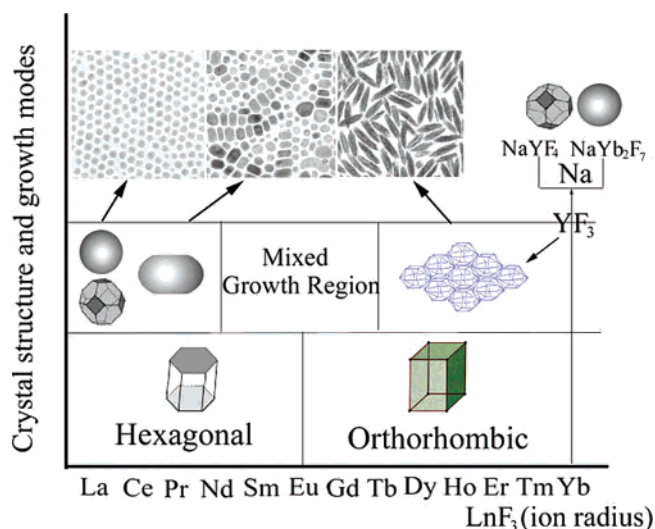 Crystal structure and growth modes
NaYF₄ NaYb₂F₇
Na
YF₃
Mixed
Growth Region
Hexagonal
Orthorhombic
La Ce Pr Nd Sm Eu Gd Tb Dy Ho Er Tm Yb
LnF₃ (ion radius)